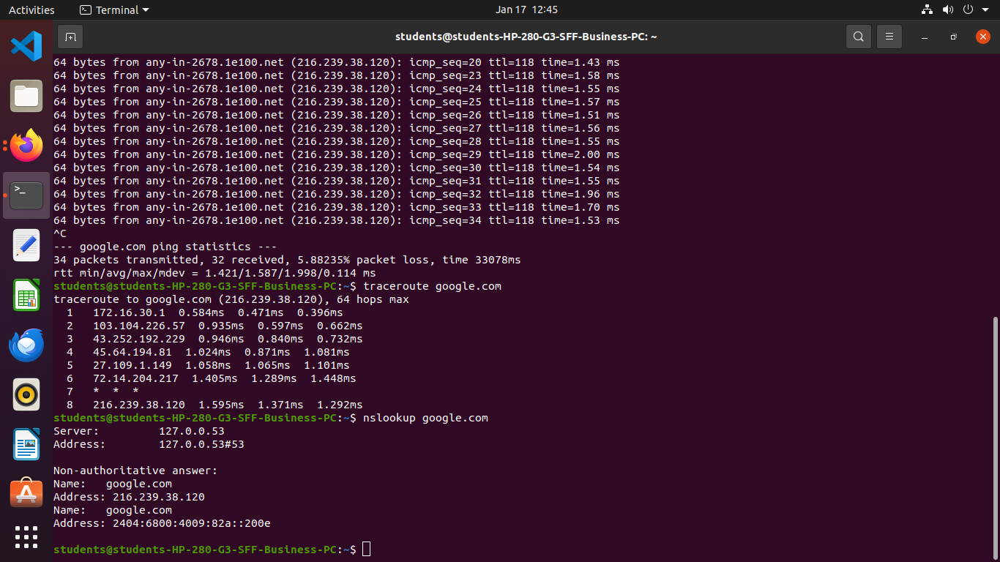 Activities
Terminal
Jan 17 12:45
students@students-HP-280-G3-SFF-Business-PC: ~
64 bytes from any-in-2678.1e100.net (216.239.38.120): icmp_seq=20 ttl=118 time=1.43 ms
64 bytes from any-in-2678.1e100.net (216.239.38.120): icmp_seq=23 ttl=118 time=1.58 ms
64 bytes from any-in-2678.1e100.net (216.239.38.120): icmp_seq=24 ttl=118 time=1.55 ms
64 bytes from any-in-2678.1e100.net (216.239.38.120): icmp_seq=25 ttl=118 time=1.57 ms
64 bytes from any-in-2678.1e100.net (216.239.38.120): icmp_seq=26 ttl=118 time=1.51 ms
64 bytes from any-in-2678.1e100.net (216.239.38.120): icmp_seq=27 ttl=118 time=1.56 ms
64 bytes from any-in-2678.1e100.net (216.239.38.120): icmp_seq=28 ttl=118 time=1.55 ms
64 bytes from any-in-2678.1e100.net (216.239.38.120): icmp_seq=29 ttl=118 time=2.00 ms
64 bytes from any-in-2678.1e100.net (216.239.38.120): icmp_seq=30 ttl=118 time=1.54 ms
64 bytes from any-in-2678.1e100.net (216.239.38.120): icmp_seq=31 ttl=118 time=1.55 ms
64 bytes from any-in-2678.1e100.net (216.239.38.120): icmp_seq=32 ttl=118 time=1.96 ms
64 bytes from any-in-2678.1e100.net (216.239.38.120): icmp_seq=33 ttl=118 time=1.70 ms
64 bytes from any-in-2678.1e100.net (216.239.38.120): icmp_seq=34 ttl=118 time=1.53 ms
^C
--- google.com ping statistics ---
34 packets transmitted, 32 received, 5.88235% packet loss, time 33078ms
rtt min/avg/max/mdev = 1.421/1.587/1.998/0.114 ms
students@students-HP-280-G3-SFF-Business-PC:~$ traceroute google.com
traceroute to google.com (216.239.38.120), 64 hops max
  1   172.16.30.1  0.584ms  0.471ms  0.396ms
  2   103.104.226.57  0.935ms  0.597ms  0.662ms
  3   43.252.192.229  0.946ms  0.840ms  0.732ms
  4   45.64.194.81  1.024ms  0.871ms  1.081ms
  5   27.109.1.149  1.058ms  1.065ms  1.101ms
  6   72.14.204.217  1.405ms  1.289ms  1.448ms
  7   *  *  *
  8   216.239.38.120  1.595ms  1.371ms  1.292ms
students@students-HP-280-G3-SFF-Business-PC:~$ nslookup google.com
Server:         127.0.0.53
Address:        127.0.0.53#53
Non-authoritative answer:
Name:   google.com
Address: 216.239.38.120
Name:   google.com
Address: 2404:6800:4009:82a::200e
students@students-HP-280-G3-SFF-Business-PC:~$